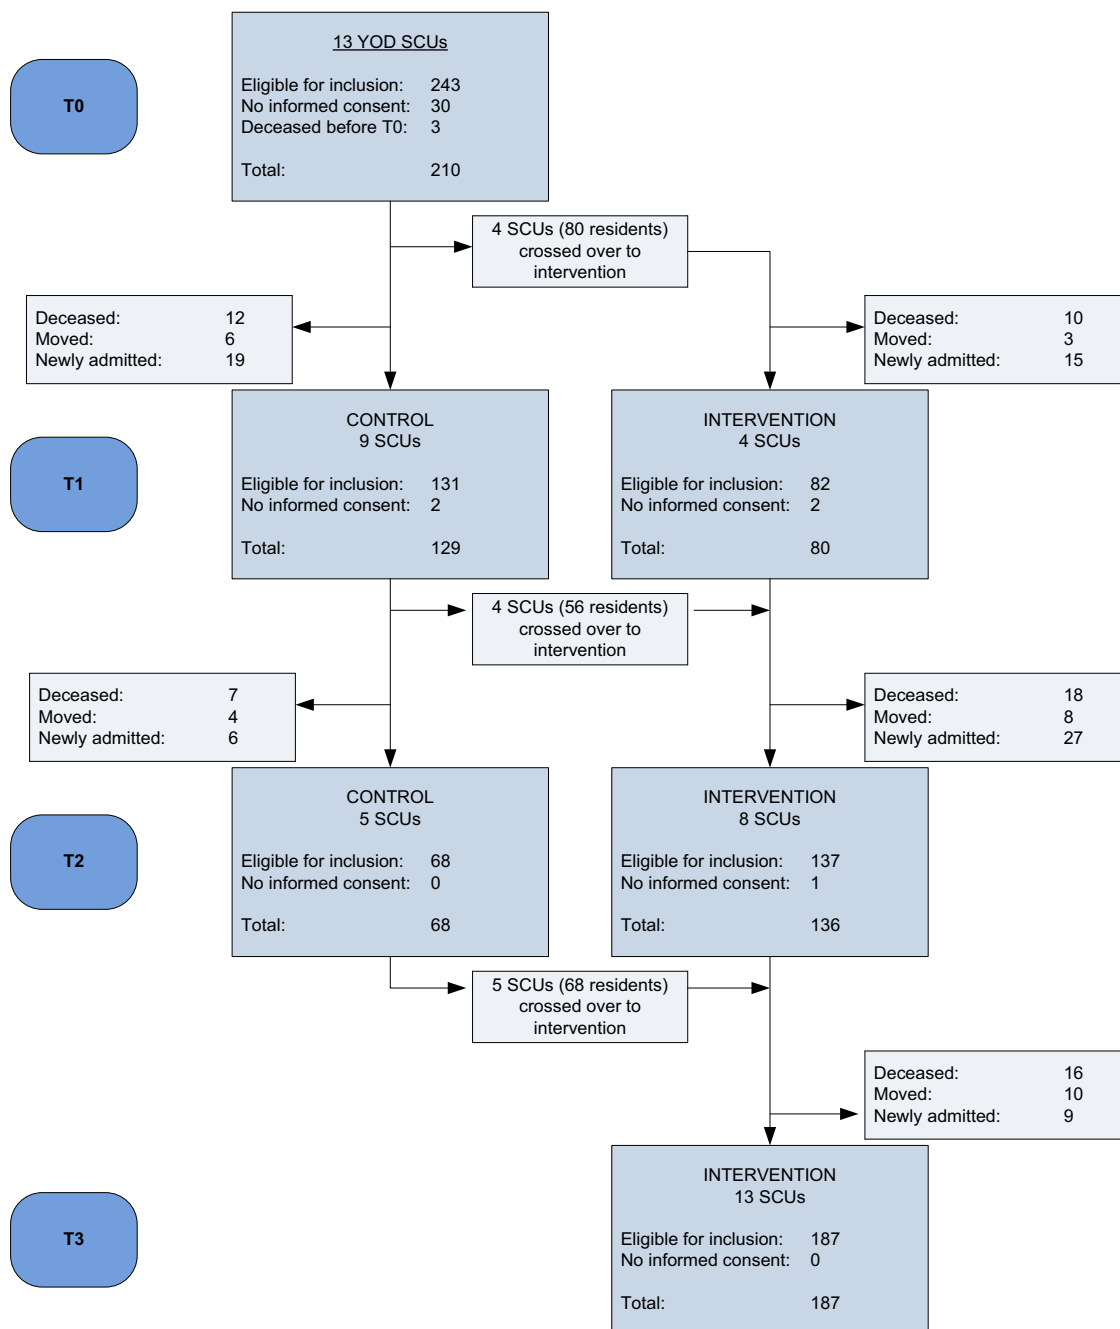 T0
13 YOD SCUs
Eligible for inclusion: 243
No informed consent: 30
Deceased before T0: 3
Total: 210
4 SCUs (80 residents)
crossed over to
intervention
Deceased: 12
Moved: 6
Newly admitted: 19
Deceased: 10
Moved: 3
Newly admitted: 15
T1
CONTROL
9 SCUs
Eligible for inclusion: 131
No informed consent: 2
Total: 129
INTERVENTION
4 SCUs
Eligible for inclusion: 82
No informed consent: 2
Total: 80
4 SCUs (56 residents)
crossed over to
intervention
Deceased: 7
Moved: 4
Newly admitted: 6
Deceased: 18
Moved: 8
Newly admitted: 27
T2
CONTROL
5 SCUs
Eligible for inclusion: 68
No informed consent: 0
Total: 68
INTERVENTION
8 SCUs
Eligible for inclusion: 137
No informed consent: 1
Total: 136
5 SCUs (68 residents)
crossed over to
intervention
Deceased: 16
Moved: 10
Newly admitted: 9
T3
INTERVENTION
13 SCUs
Eligible for inclusion: 187
No informed consent: 0
Total: 187